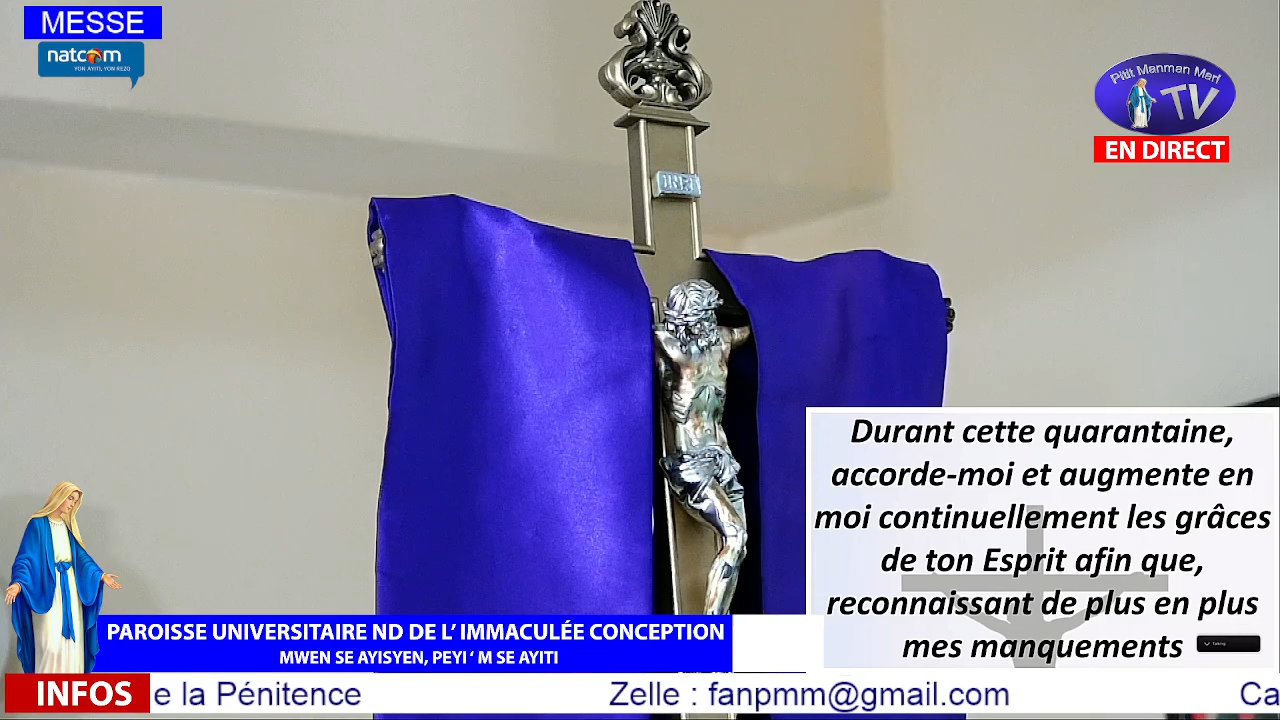 MESSE
natcom
YON AYITI, YON REZO
Pitit Manman Mari
TV
EN DIRECT
INRI
Durant cette quarantaine,
accorde-moi et augmente en
moi continuellement les grâces
de ton Esprit afin que,
reconnaissant de plus en plus
mes manquements
Talking
PAROISSE UNIVERSITAIRE ND DE L’ IMMACULÉE CONCEPTION
MWEN SE AYISYEN, PEYI ‘ M SE AYITI
INFOS e la Pénitence Zelle : fanpmm@gmail.com Ca